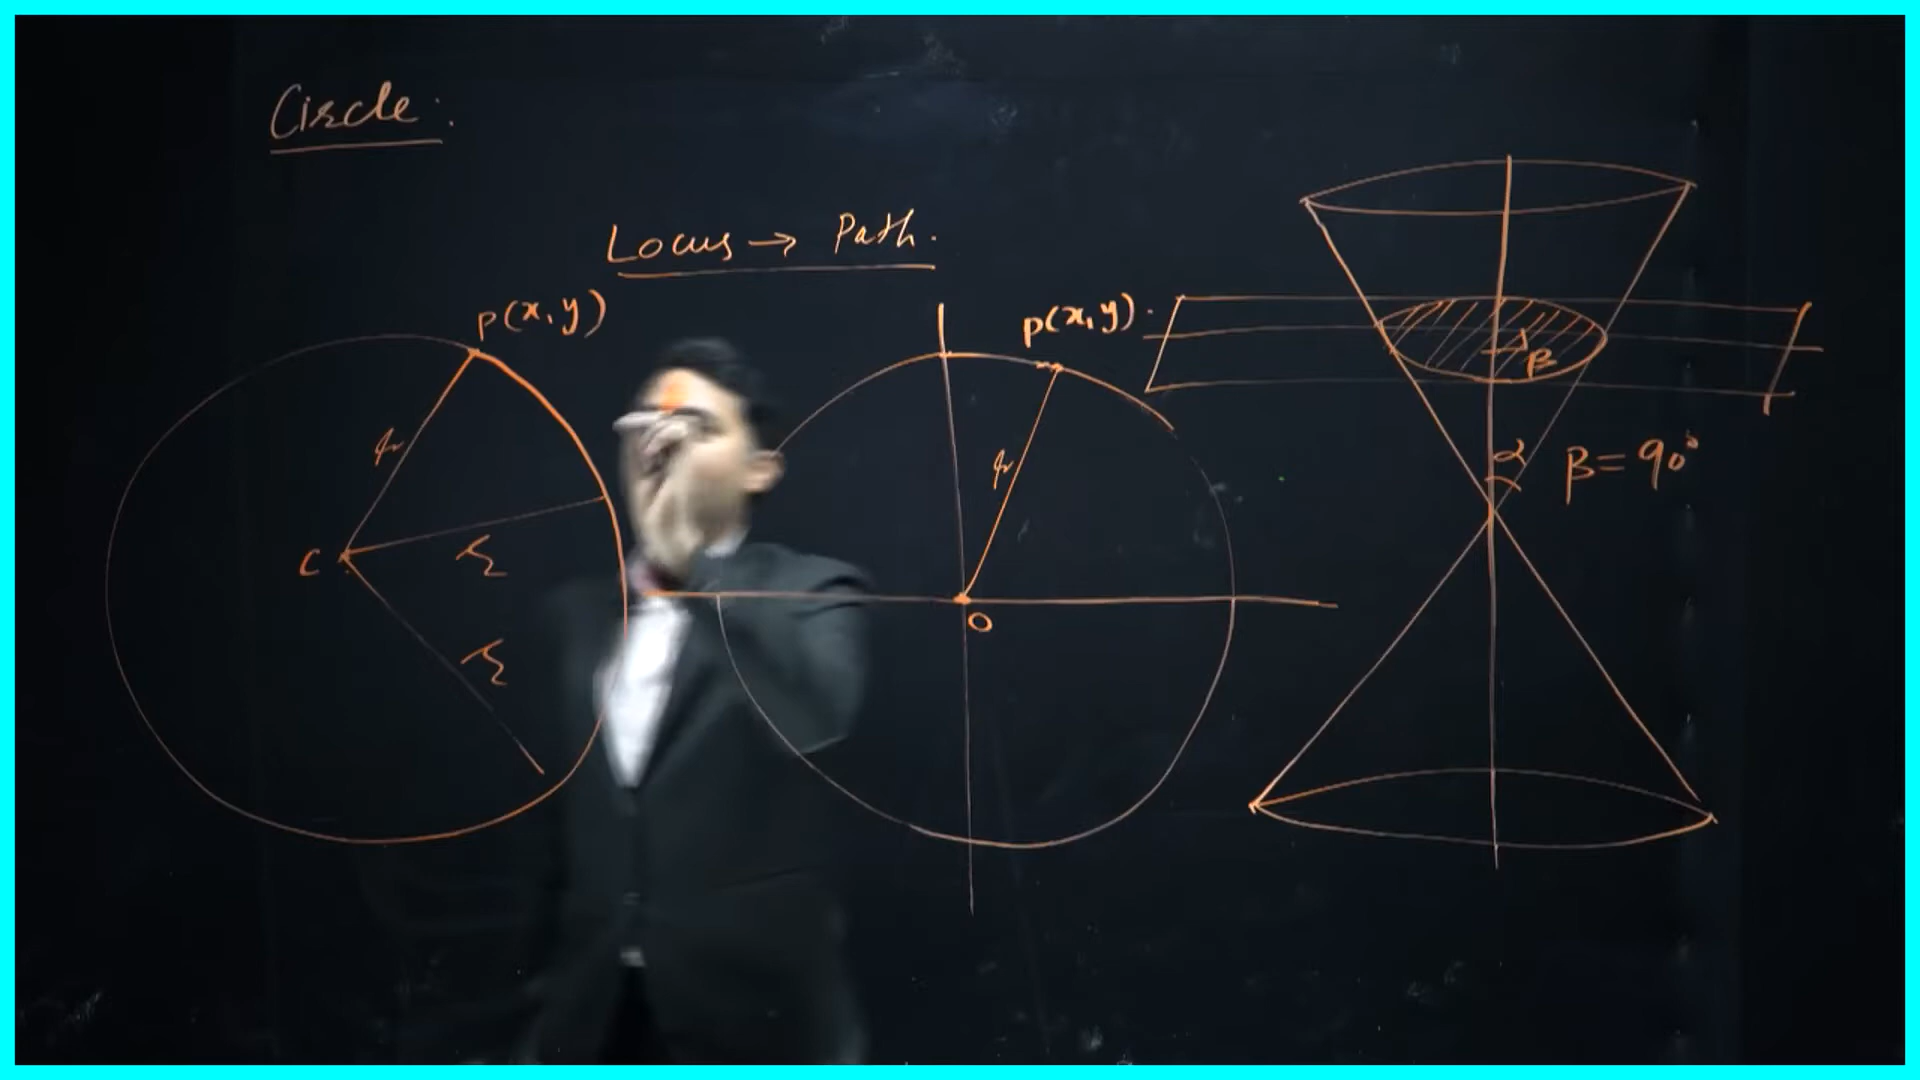 Circle:
Locus → Path.
P(x, y)
r
C
r
r
P(x, y).
r
O
β
α
β = 90°